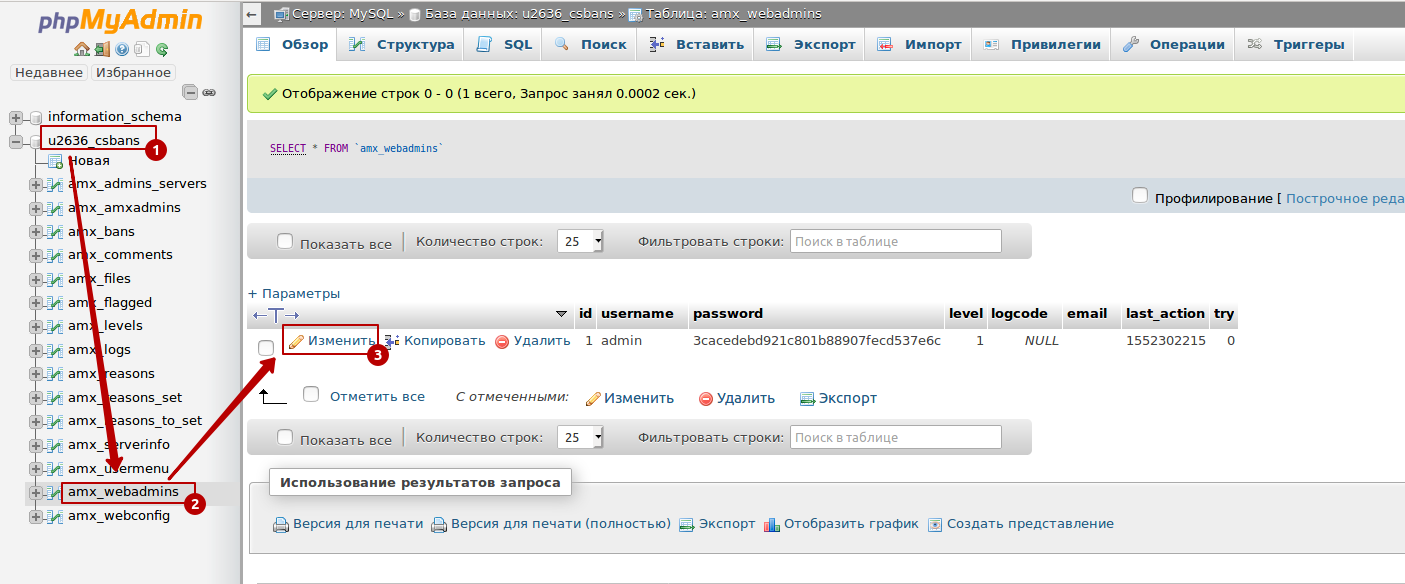 phpMyAdmin
Недавнее Избранное
information_schema
u2636_csbans
1
Новая
amx_admins_servers
amx_amxadmins
amx_bans
amx_comments
amx_files
amx_flagged
amx_levels
amx_logs
amx_reasons
amx_reasons_set
amx_reasons_to_set
amx_serverinfo
amx_usermenu
amx_webadmins
2
amx_webconfig
Сервер: MySQL » База данных: u2636_csbans » Таблица: amx_webadmins
Обзор Структура SQL Поиск Вставить Экспорт Импорт Привилегии Операции Триггеры
Отображение строк 0 - 0 (1 всего, Запрос занял 0.0002 сек.)
SELECT * FROM `amx_webadmins`
Профилирование [ Построчное реда
Показать все Количество строк: 25 Фильтровать строки: Поиск в таблице
+ Параметры
←T→ id username password level logcode email last_action try
Изменить Копировать Удалить 1 admin 3cacedebd921c801b88907fecd537e6c 1 NULL 1552302215 0
3
Отметить все С отмеченными: Изменить Удалить Экспорт
Показать все Количество строк: 25 Фильтровать строки: Поиск в таблице
Использование результатов запроса
Версия для печати Версия для печати (полностью) Экспорт Отобразить график Создать представление